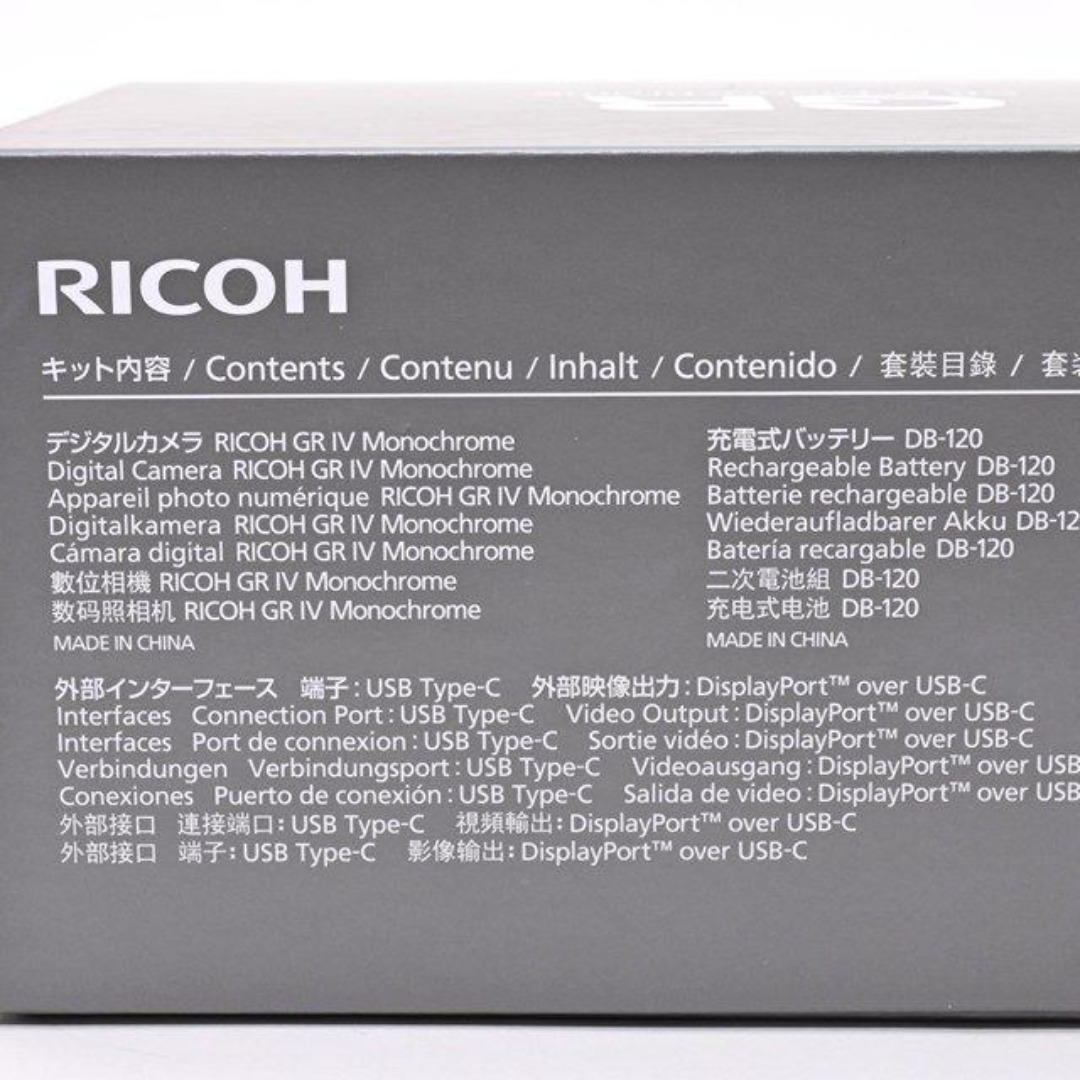 GR
RICOH
キット内容 / Contents / Contenu / Inhalt / Contenido / 套裝目錄 /
デジタルカメラ RICOH GR IV Monochrome
Digital Camera RICOH GR IV Monochrome
Appareil photo numérique RICOH GR IV Monochrome
Digitalkamera RICOH GR IV Monochrome
Cámara digital RICOH GR IV Monochrome
數位相機 RICOH GR IV Monochrome
数码照相机 RICOH GR IV Monochrome
MADE IN CHINA
充電式バッテリー DB-120
Rechargeable Battery DB-120
Batterie rechargeable DB-120
Wiederaufladbarer Akku DB-12
Batería recargable DB-120
二次電池組 DB-120
充电式电池 DB-120
MADE IN CHINA
外部インターフェース 端子：USB Type-C 外部映像出力：DisplayPort™ over USB-C
Interfaces Connection Port：USB Type-C Video Output：DisplayPort™ over USB-C
Interfaces Port de connexion：USB Type-C Sortie vidéo：DisplayPort™ over USB-C
Verbindungen Verbindungsport：USB Type-C Videoausgang：DisplayPort™ over USB
Conexiones Puerto de conexión：USB Type-C Salida de video：DisplayPort™ over USB
外部接口 連接端口：USB Type-C 視頻輸出：DisplayPort™ over USB-C
外部接口 端子：USB Type-C 影像输出：DisplayPort™ over USB-C